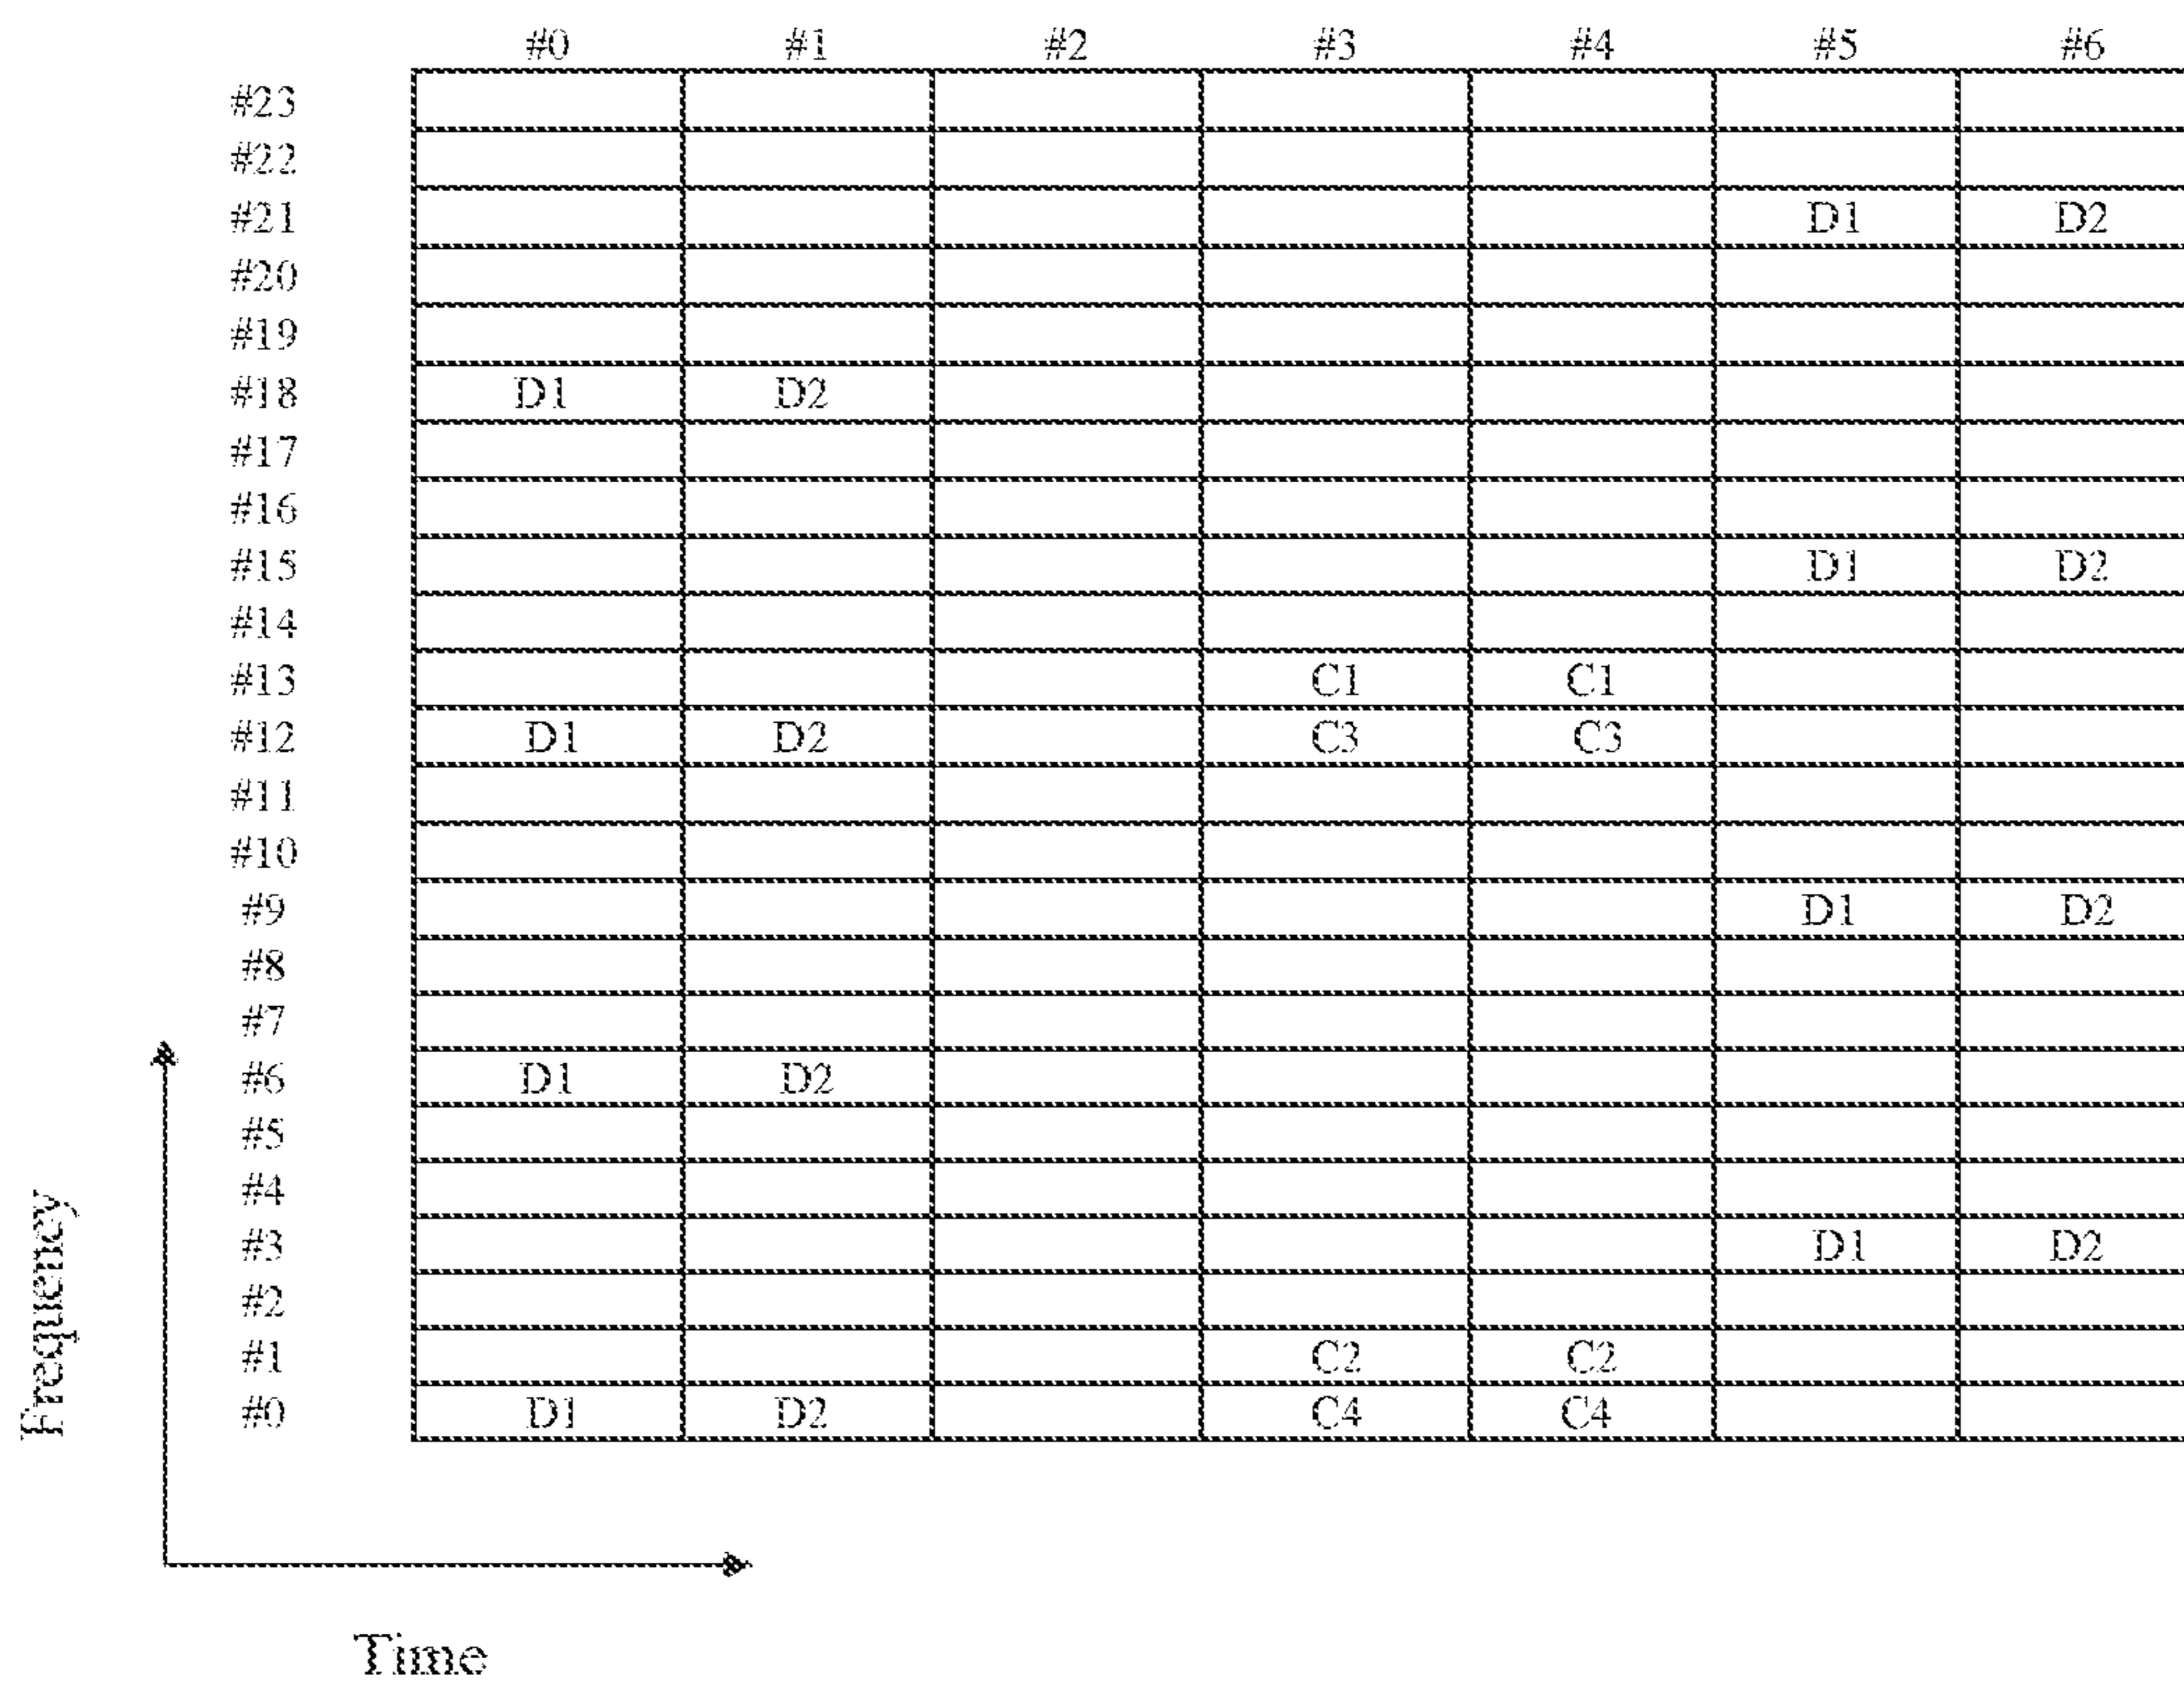 #0 #1 #2 #3 #4 #5 #6
#23
#22
#21 D1 D2
#20
#19
#18 D1 D2
#17
#16
#15 D1 D2
#14
#13 C1 C1
#12 D1 D2 C3 C3
#11
#10
#9 D1 D2
#8
#7
#6 D1 D2
#5
#4
#3 D1 D2
#2
#1 C2 C2
#0 D1 D2 C4 C4
Frequency
Time